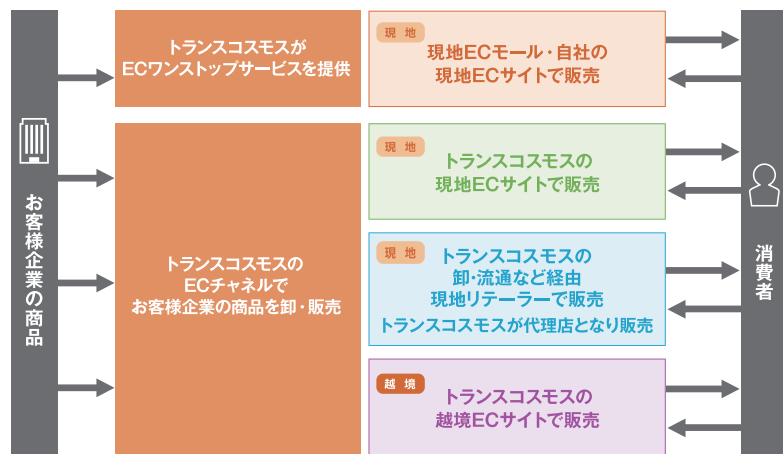 お客様企業の商品
トランスコスモスが
ECワンストップサービスを提供
現地
現地ECモール・自社の
現地ECサイトで販売
トランスコスモスの
ECチャネルで
お客様企業の商品を卸・販売
現地
トランスコスモスの
現地ECサイトで販売
現地
トランスコスモスの
卸・流通など経由
現地リテーラーで販売
トランスコスモスが代理店となり販売
越境
トランスコスモスの
越境ECサイトで販売
消費者